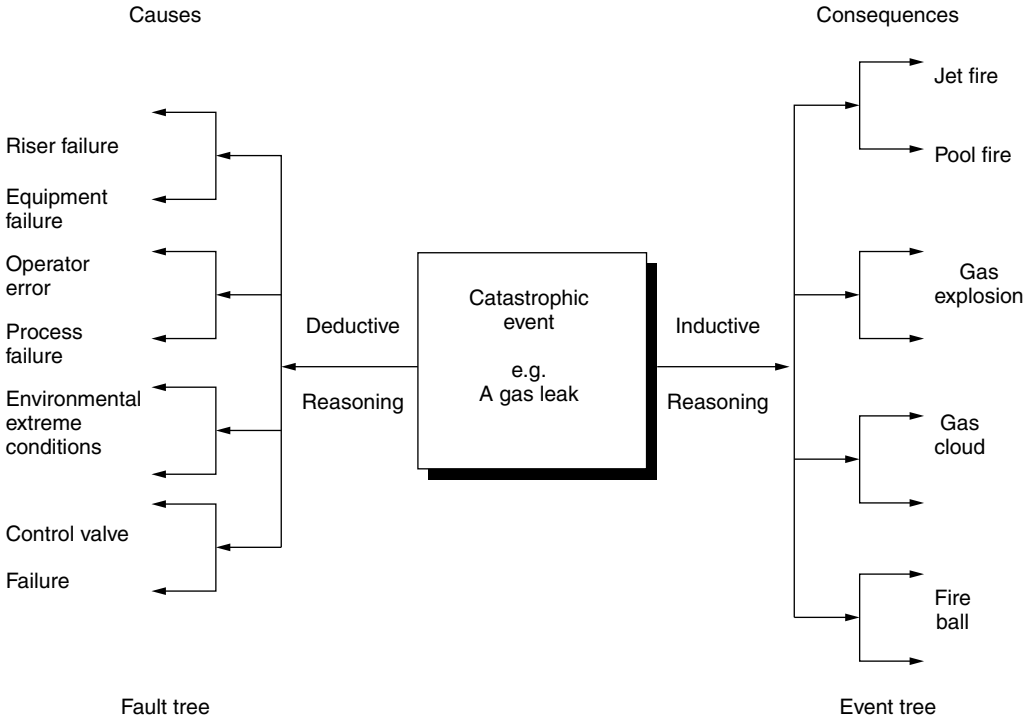 Causes
Consequences
Riser failure
Equipment
failure
Operator
error
Process
failure
Environmental
extreme
conditions
Control valve
Failure
Deductive
Reasoning
Catastrophic
event
e.g.
A gas leak
Inductive
Reasoning
Jet fire
Pool fire
Gas
explosion
Gas
cloud
Fire
ball
Fault tree
Event tree